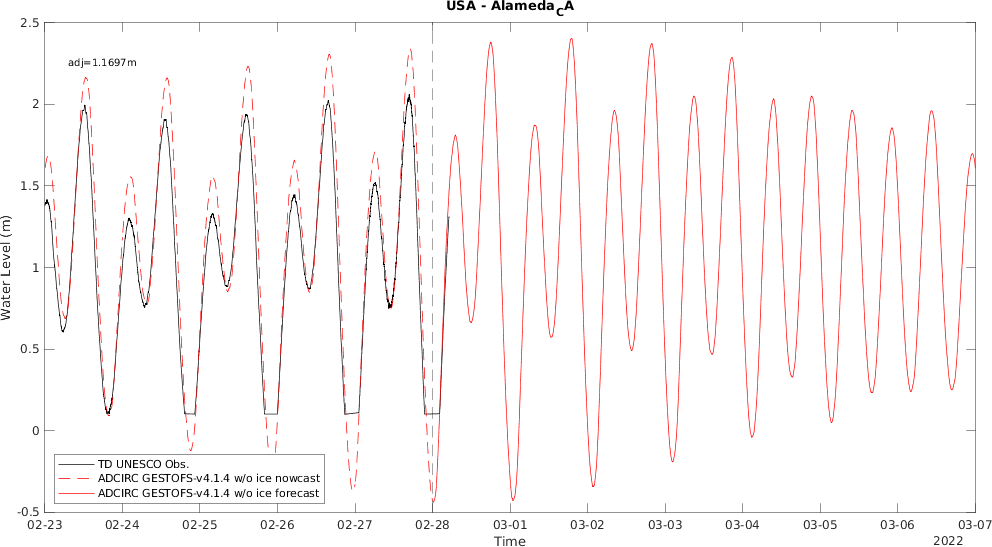 USA - Alameda_CA
adj=1.1697m
2.5
2
1.5
1
0.5
0
-0.5
Water Level (m)
TD UNESCO Obs.
ADCIRC GESTOFS-v4.1.4 w/o ice nowcast
ADCIRC GESTOFS-v4.1.4 w/o ice forecast
02-23 02-24 02-25 02-26 02-27 02-28 03-01 03-02 03-03 03-04 03-05 03-06 03-07
Time
2022